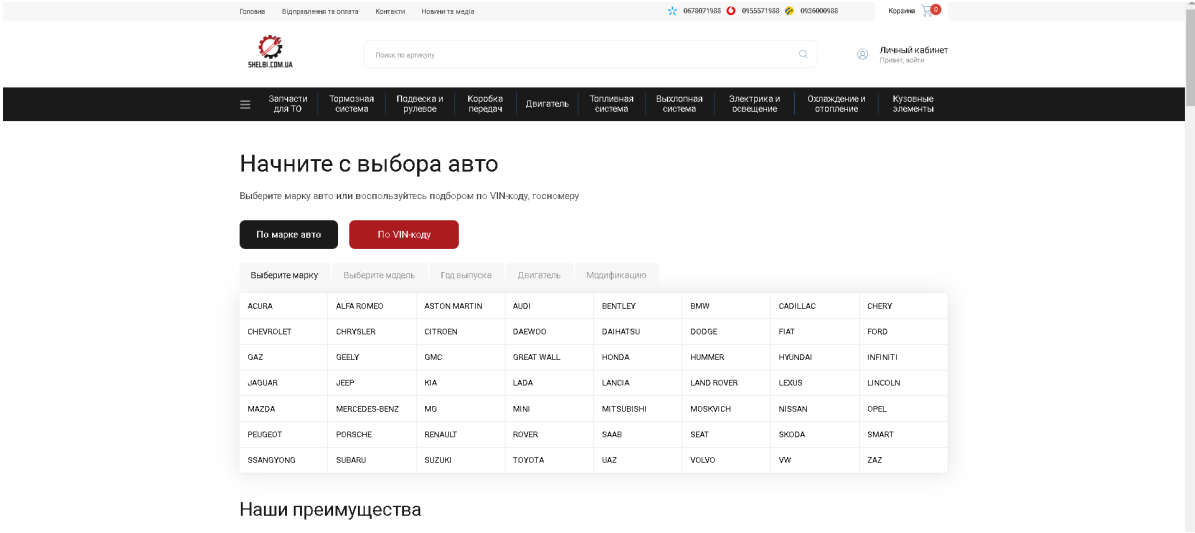 Головна Відправлення та оплата Контакти Новини та медіа 0678071988 0955571988 0936000988 Корзина 0
SHELBI.COM.UA
Поиск по артикулу
Личный кабинет
Привет, войти
Запчасти для ТО
Тормозная система
Подвеска и рулевое
Коробка передач
Двигатель
Топливная система
Выхлопная система
Электрика и освещение
Охлаждение и отопление
Кузовные элементы
Начните с выбора авто
Выберите марку авто или воспользуйтесь подбором по VIN-коду, госномеру
По марке авто По VIN-коду
Выберите марку Выберите модель Год выпуска Двигатель Модификацию
ACURA ALFA ROMEO ASTON MARTIN AUDI BENTLEY BMW CADILLAC CHERY
CHEVROLET CHRYSLER CITROEN DAEWOO DAIHATSU DODGE FIAT FORD
GAZ GEELY GMC GREAT WALL HONDA HUMMER HYUNDAI INFINITI
JAGUAR JEEP KIA LADA LANCIA LAND ROVER LEXUS LINCOLN
MAZDA MERCEDES-BENZ MG MINI MITSUBISHI MOSKVICH NISSAN OPEL
PEUGEOT PORSCHE RENAULT ROVER SAAB SEAT SKODA SMART
SSANGYONG SUBARU SUZUKI TOYOTA UAZ VOLVO VW ZAZ
Наши преимущества